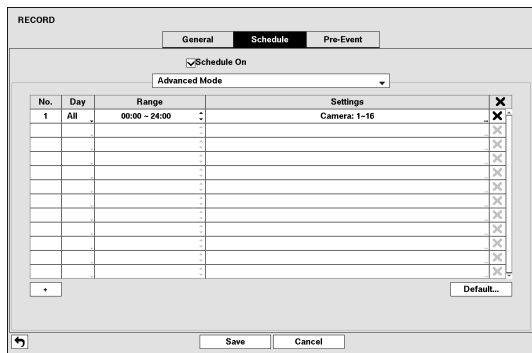 RECORD
General Schedule Pre-Event
Schedule On
Advanced Mode
No. Day Range Settings
1 All 00:00 ~ 24:00 Camera: 1~16
+ Default...
Save Cancel